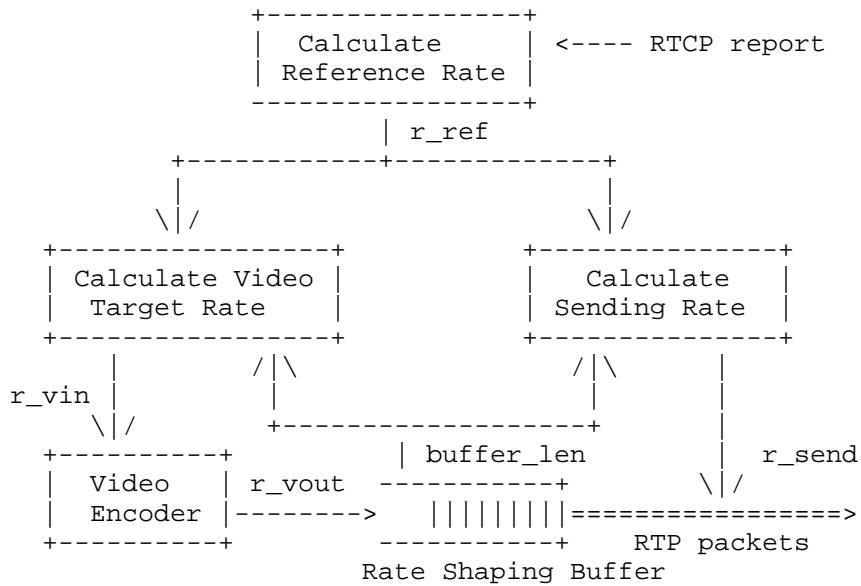 Calculate <---- RTCP report
Reference Rate
r_ref
Calculate Video Calculate
Target Rate Sending Rate
r_vin
buffer_len r_send
Video r_vout
Encoder
RTP packets
Rate Shaping Buffer